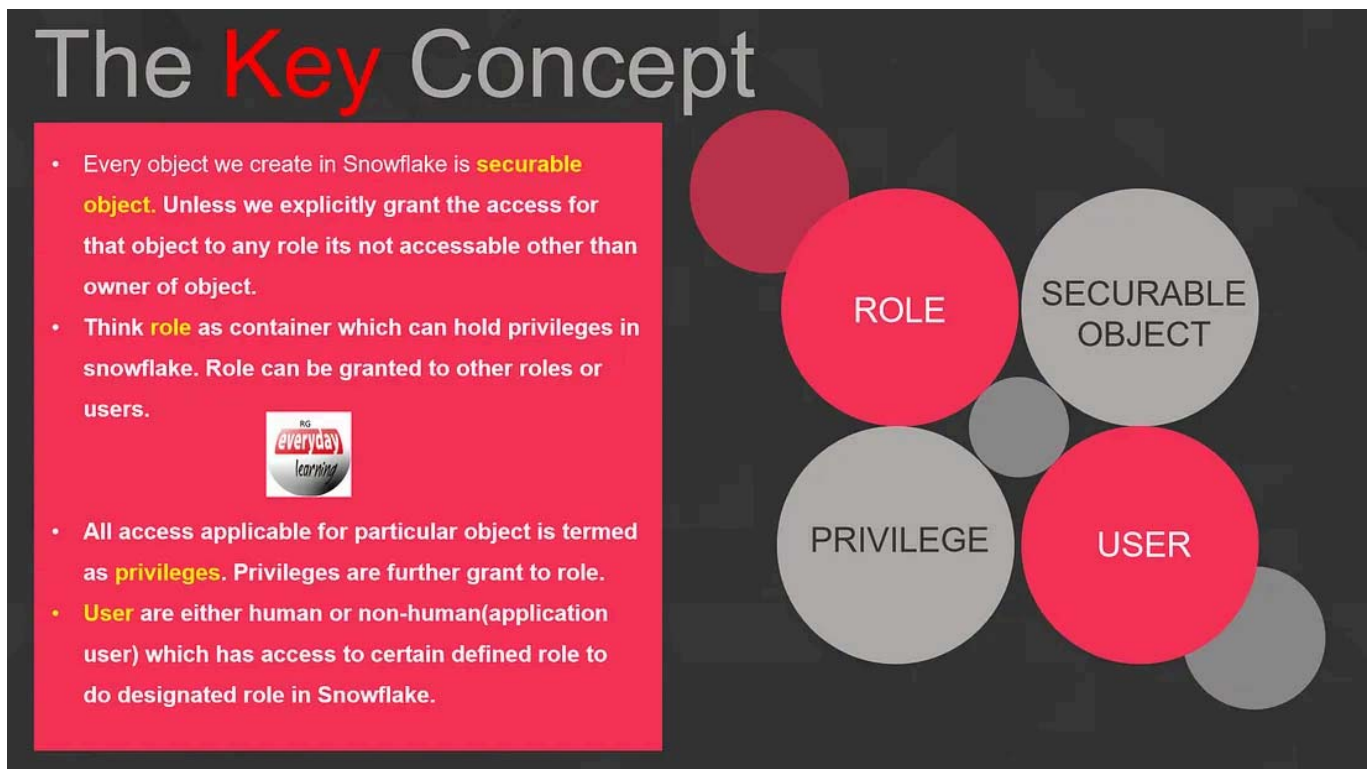 The Key Concept
• Every object we create in Snowflake is securable
object. Unless we explicitly grant the access for
that object to any role its not accessable other than
owner of object.
• Think role as container which can hold privileges in
snowflake. Role can be granted to other roles or
users.
RG
everyday
learning
• All access applicable for particular object is termed
as privileges. Privileges are further grant to role.
• User are either human or non-human(application
user) which has access to certain defined role to
do designated role in Snowflake.
ROLE
SECURABLE
OBJECT
PRIVILEGE
USER